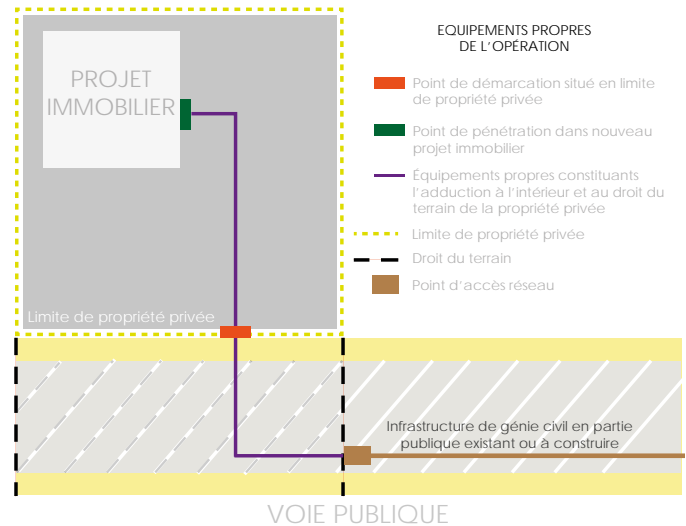 PROJET
IMMOBILIER
Limite de propriété privée
EQUIPEMENTS PROPRES
DE L'OPÉRATION
Point de démarcation situé en limite
de propriété privée
Point de pénétration dans nouveau
projet immobilier
Équipements propres constituants
l'adduction à l'intérieur et au droit du
terrain de la propriété privée
Limite de propriété privée
Droit du terrain
Point d'accès réseau
Infrastructure de génie civil en partie
publique existant ou à construire
VOIE PUBLIQUE